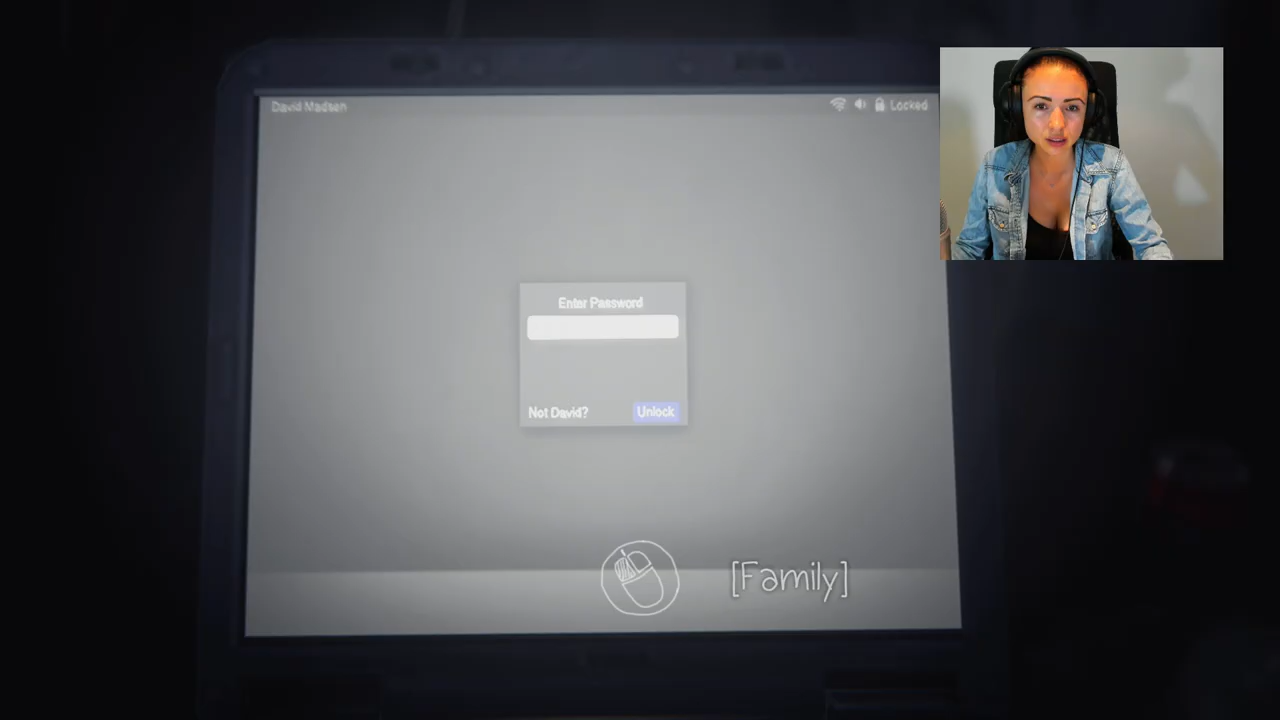 David Madsen
Locked
Enter Password
Not David?
Unlock
[Family]